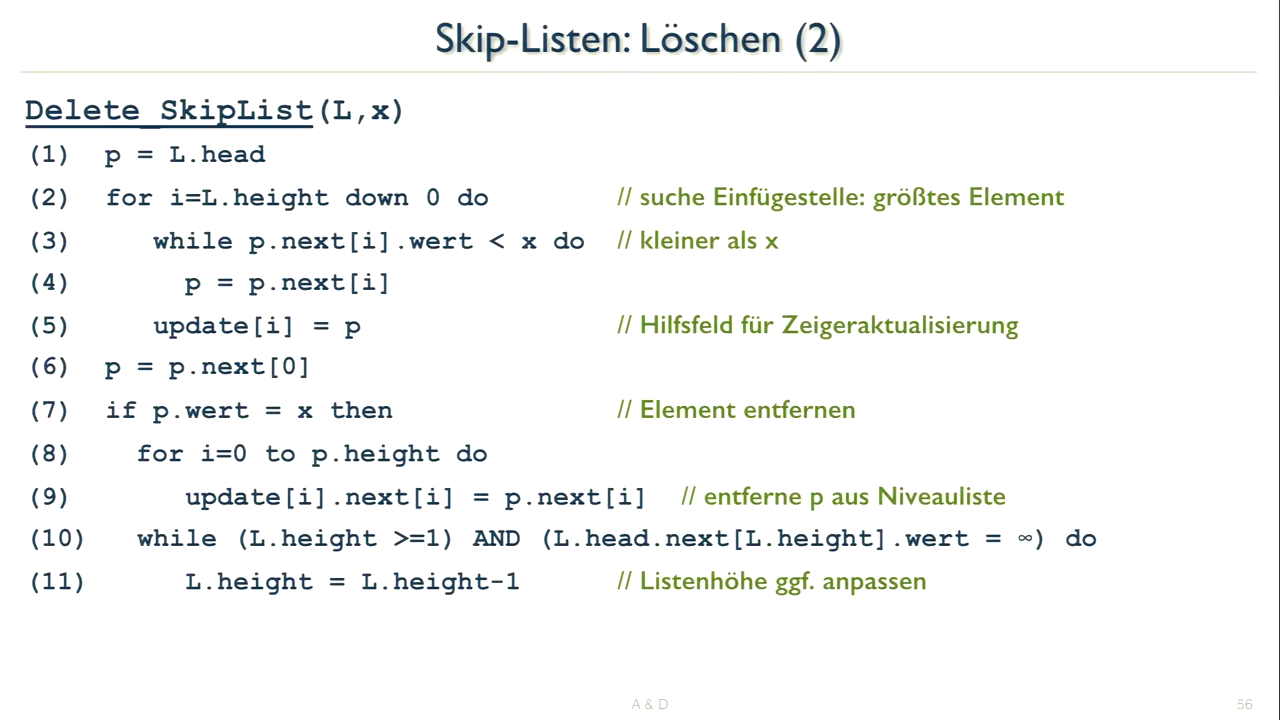 Skip-Listen: Löschen (2)
Delete_SkipList(L,x)
(1) p = L.head
(2) for i=L.height down 0 do // suche Einfügestelle: größtes Element
(3) while p.next[i].wert < x do // kleiner als x
(4) p = p.next[i]
(5) update[i] = p // Hilfsfeld für Zeigeraktualisierung
(6) p = p.next[0]
(7) if p.wert = x then // Element entfernen
(8) for i=0 to p.height do
(9) update[i].next[i] = p.next[i] // entferne p aus Niveauliste
(10) while (L.height >=1) AND (L.head.next[L.height].wert = ∞) do
(11) L.height = L.height-1 // Listenhöhe ggf. anpassen
A & D
56